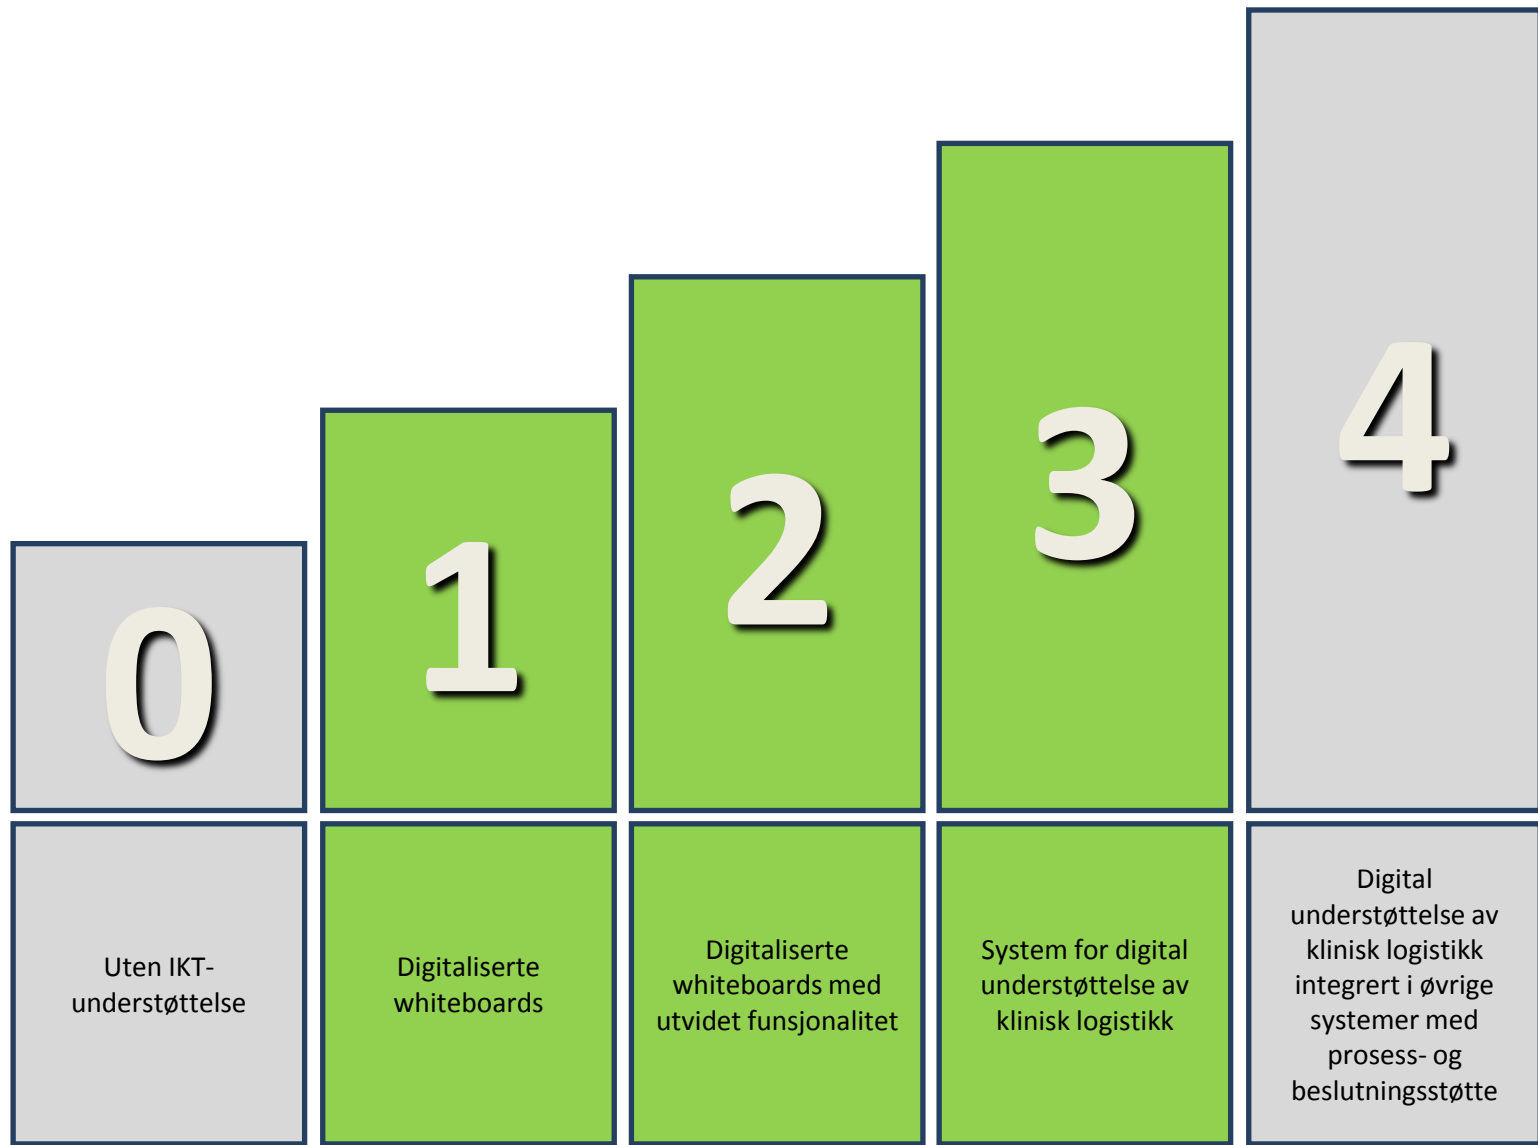 0
1
2
3
4
Uten IKT-
understøttelse
Digitaliserte
whiteboards
Digitaliserte
whiteboards med
utvidet funsjonalitet
System for digital
understøttelse av
klinisk logistikk
Digital
understøttelse av
klinisk logistikk
integrert i øvrige
systemer med
prosess- og
beslutningsstøtte